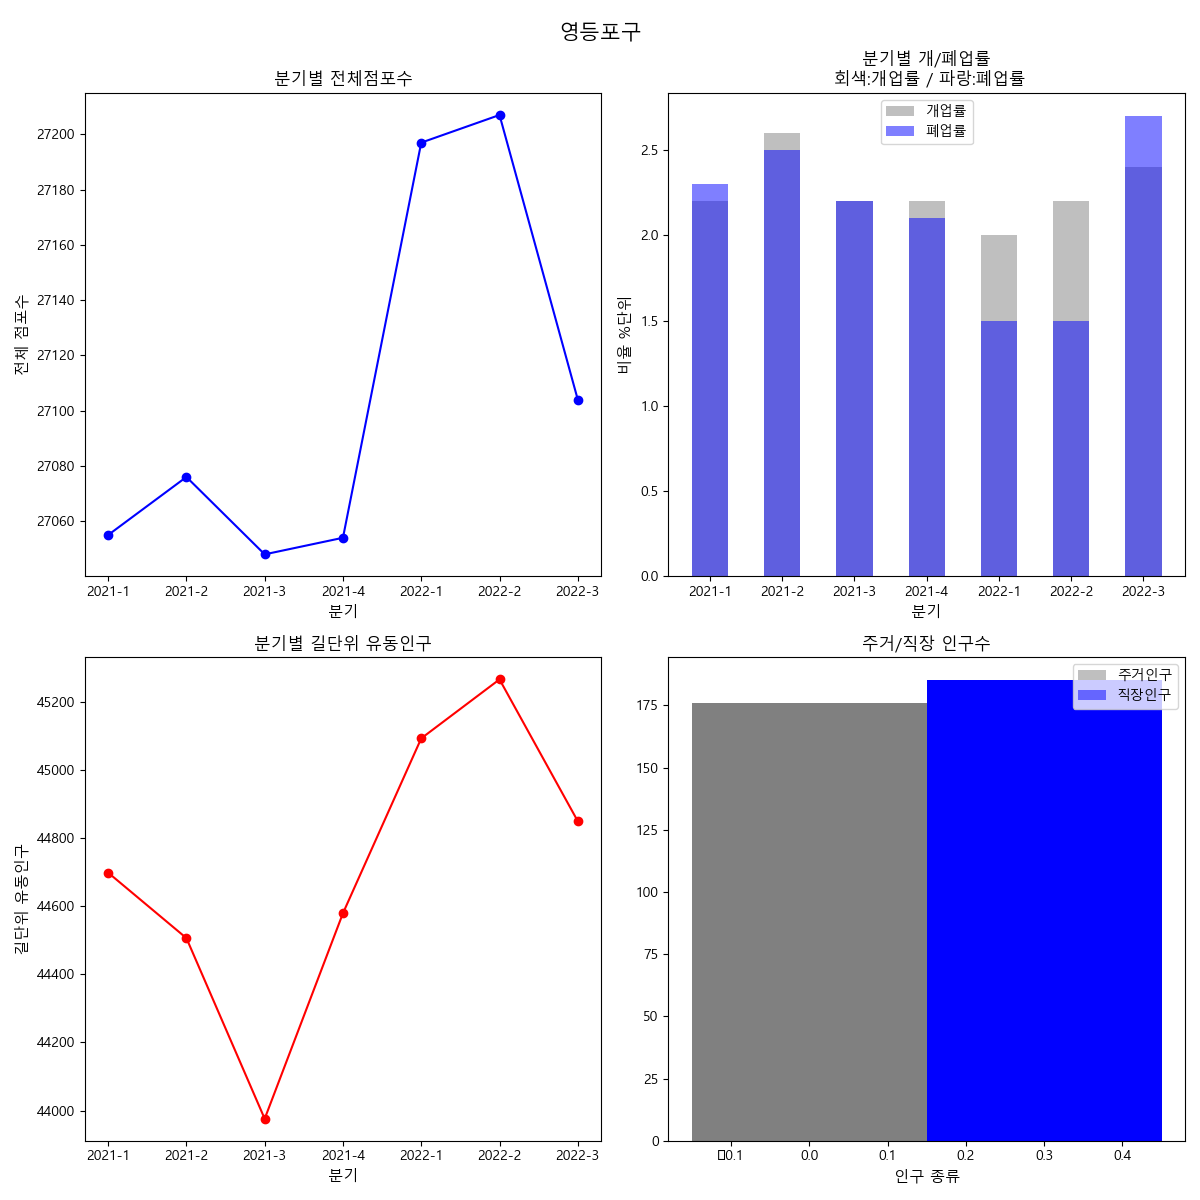 영등포구
분기별 전체점포수
전체 점포수
27200
27180
27160
27140
27120
27100
27080
27060
2021-1 2021-2 2021-3 2021-4 2022-1 2022-2 2022-3
분기
분기별 개/폐업률
회색:개업률 / 파랑:폐업률
개업률
폐업률
비율 %단위
2.5
2.0
1.5
1.0
0.5
0.0
2021-1 2021-2 2021-3 2021-4 2022-1 2022-2 2022-3
분기
분기별 길단위 유동인구
길단위 유동인구
45200
45000
44800
44600
44400
44200
44000
2021-1 2021-2 2021-3 2021-4 2022-1 2022-2 2022-3
분기
주거/직장 인구수
주거인구
직장인구
175
150
125
100
75
50
25
0
□0.1 0.0 0.1 0.2 0.3 0.4
인구 종류